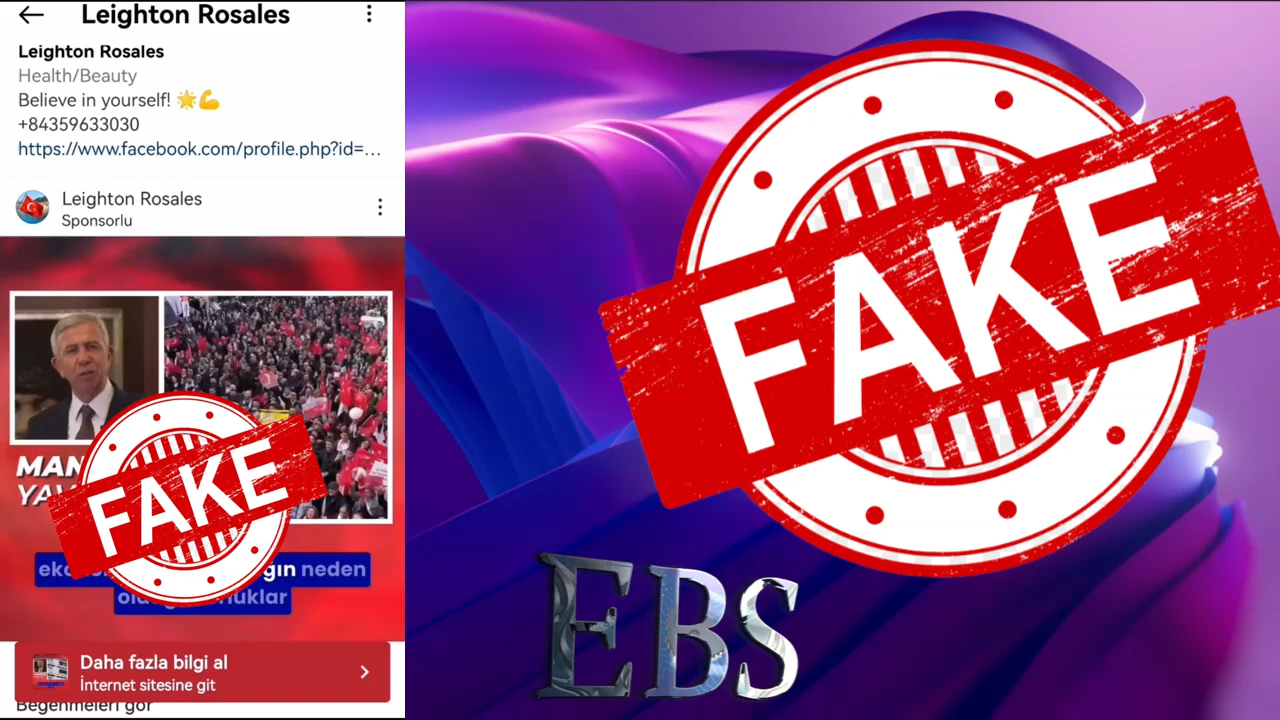 Leighton Rosales
Leighton Rosales
Health/Beauty
Believe in yourself! 🌟💪
+84359633030
https://www.facebook.com/profile.php?id=...
Leighton Rosales
Sponsorlu
MAN
FAKE
neden
Daha fazla bilgi al
İnternet sitesine git
Beğenmeleri gör
FAKE
EBS